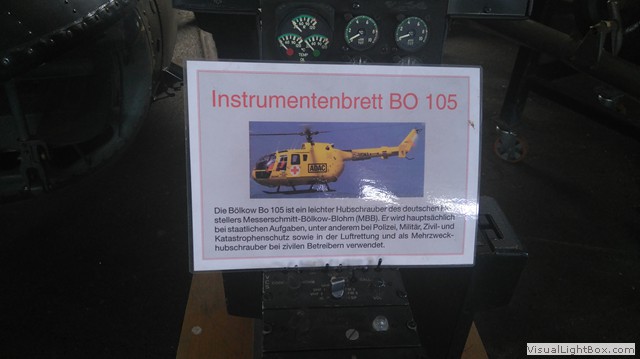 Instrumentenbrett BO 105
ADAC
Die Bölkow Bo 105 ist ein leichter Hubschrauber des deutschen
stellers Messerschmitt-Bölkow-Blohm (MBB). Er wird hauptsächlich
bei staatlichen Aufgaben, unter anderem bei Polizei, Militär, Zivil- und
Katastrophenschutz sowie in der Luftrettung und als Mehrzweck-
hubschrauber bei zivilen Betreibern verwendet.
VisualLightBox.com